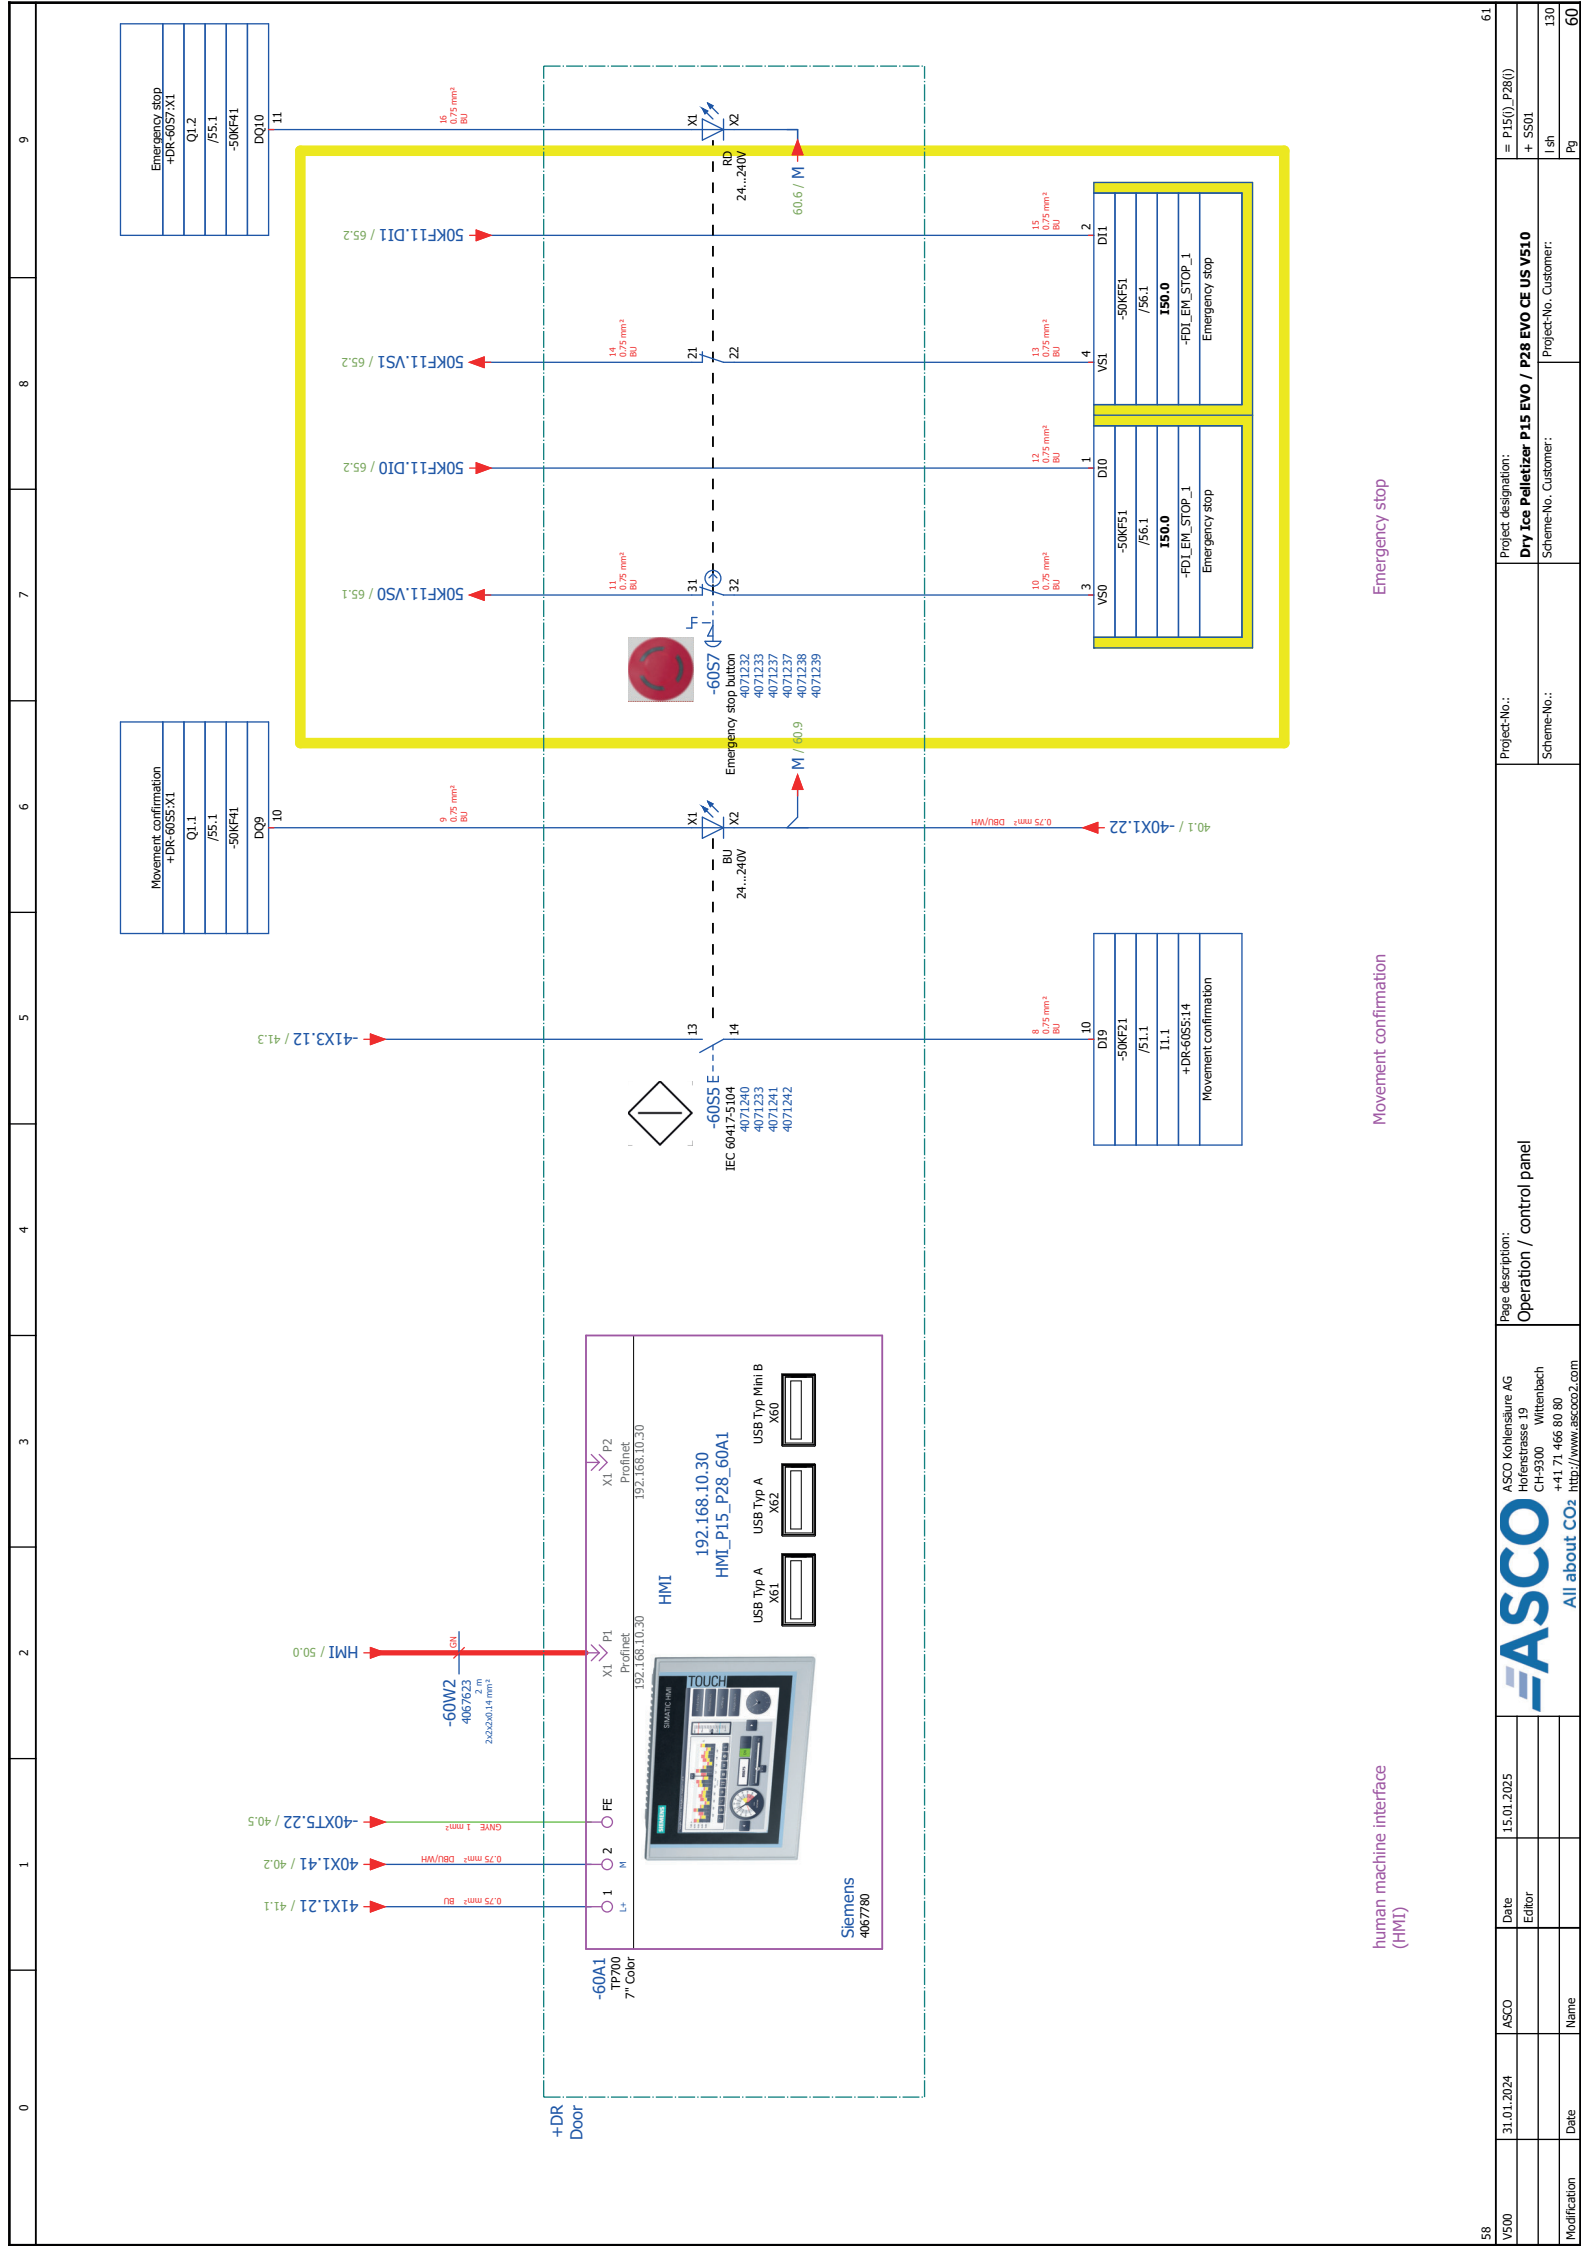 0
1
2
3
4
5
6
7
8
9
41X1.21 / 41.1
40X1.41 / 40.2
-40XT5.22 / 40.5
HMI / 50.0
-41X3.12 / 41.3
Movement confirmation
+DR-60S5:X1
Q1.1
/55.1
-50KF41
DQ9
10
50KF11.VS0 / 65.1
50KF11.DI0 / 65.2
50KF11.VS1 / 65.2
50KF11.DI1 / 65.2
Emergency stop
+DR-60S7:X1
Q1.2
/55.1
-50KF41
DQ10
11
0.75 mm² BU
0.75 mm² DBU/WH
GNYE 1 mm²
-60W2
4067623
2 m
2x2x2x0.14 mm²
GN
9
0.75 mm²
BU
11
0.75 mm²
BU
14
0.75 mm²
BU
16
0.75 mm²
BU
+DR
Door
-60A1
TP700
7" Color
1
L+
2
M
FE
X1 P1
Profinet
192.168.10.30
X1 P2
Profinet
192.168.10.30
HMI
192.168.10.30
HMI_P15_P28_60A1
SIEMENS
SIMATIC HMI
TOUCH
USB Typ A
X61
USB Typ A
X62
USB Typ Mini B
X60
Siemens
4067780
-60S5 E
IEC 60417-5104
4071240
4071233
4071241
4071242
13
14
X1
X2
BU
24...240V
M / 60.9
-60S7
Emergency stop button
4071232
4071233
4071237
4071237
4071238
4071239
31
32
21
22
X1
X2
RD
24...240V
60.6 / M
8
0.75 mm²
BU
0.75 mm² DBU/WH
-40X1.22 / 40.1
10
0.75 mm²
BU
12
0.75 mm²
BU
13
0.75 mm²
BU
15
0.75 mm²
BU
10
DI9
-50KF21
/51.1
I1.1
+DR-60S5:14
Movement confirmation
3
VS0
1
DI0
-50KF51
/56.1
I50.0
-FDI_EM_STOP_1
Emergency stop
4
VS1
2
DI1
-50KF51
/56.1
I50.0
-FDI_EM_STOP_1
Emergency stop
human machine interface
(HMI)
Movement confirmation
Emergency stop
58
61
V500
31.01.2024
ASCO
Modification
Date
Name
Date
15.01.2025
Editor
ASCO
All about CO2
ASCO Kohlensäure AG
Hofenstrasse 19
CH-9300 Wittenbach
+41 71 466 80 80
http://www.ascoco2.com
Page description:
Operation / control panel
Project-No.:
Scheme-No.:
Project designation:
Dry Ice Pelletizer P15 EVO / P28 EVO CE US V510
Scheme-No. Customer:
Project-No. Customer:
= P15(i)_P28(i)
+ SS01
I sh 130
Pg 60